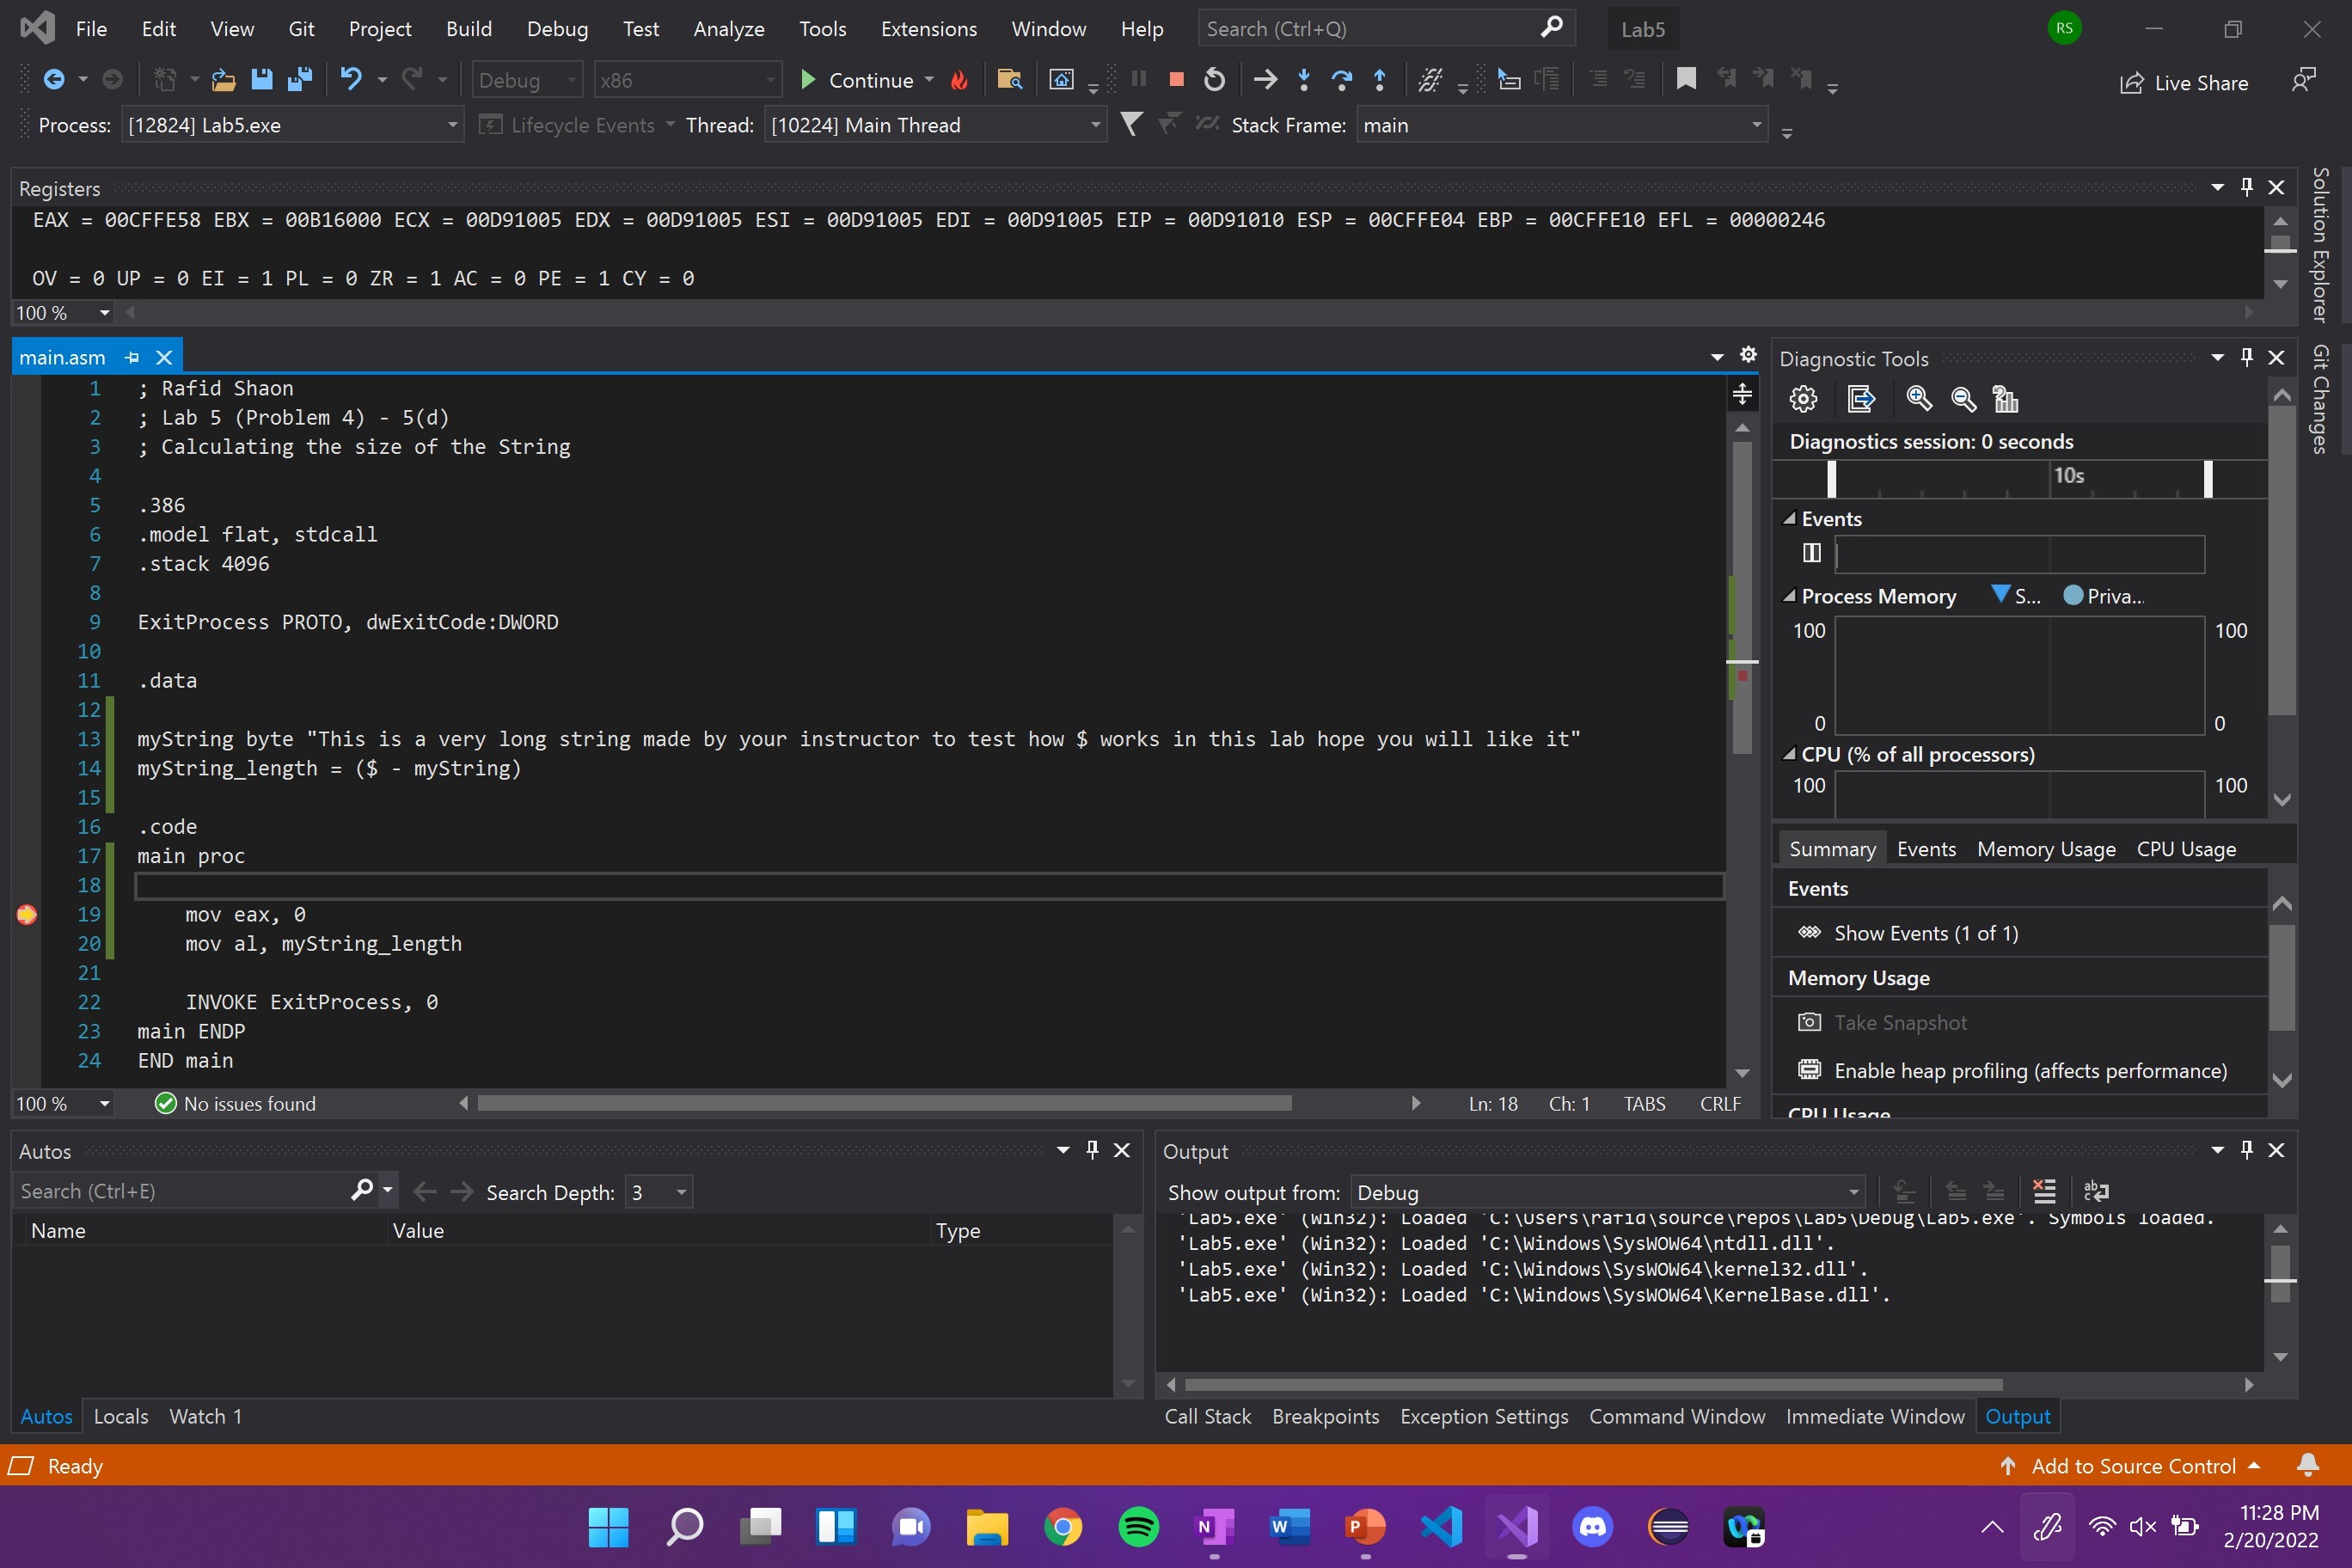 File Edit View Git Project Build Debug Test Analyze Tools Extensions Window Help Search (Ctrl+Q) Lab5 RS
Debug x86 Continue Live Share
Process: [12824] Lab5.exe Lifecycle Events Thread: [10224] Main Thread Stack Frame: main
Registers
EAX = 00CFFE58 EBX = 00B16000 ECX = 00D91005 EDX = 00D91005 ESI = 00D91005 EDI = 00D91005 EIP = 00D91010 ESP = 00CFFE04 EBP = 00CFFE10 EFL = 00000246
OV = 0 UP = 0 EI = 1 PL = 0 ZR = 1 AC = 0 PE = 1 CY = 0
100 %
Solution Explorer
Git Changes
main.asm
1 ; Rafid Shaon
2 ; Lab 5 (Problem 4) - 5(d)
3 ; Calculating the size of the String
4
5 .386
6 .model flat, stdcall
7 .stack 4096
8
9 ExitProcess PROTO, dwExitCode:DWORD
10
11 .data
12
13 myString byte "This is a very long string made by your instructor to test how $ works in this lab hope you will like it"
14 myString_length = ($ - myString)
15
16 .code
17 main proc
18
19 mov eax, 0
20 mov al, myString_length
21
22 INVOKE ExitProcess, 0
23 main ENDP
24 END main
100 % No issues found Ln: 18 Ch: 1 TABS CRLF
Diagnostic Tools
Diagnostics session: 0 seconds
10s
Events
Process Memory S... Priva...
100 100
0 0
CPU (% of all processors)
100 100
Summary Events Memory Usage CPU Usage
Events
Show Events (1 of 1)
Memory Usage
Take Snapshot
Enable heap profiling (affects performance)
CPU Usage
Autos
Search (Ctrl+E) Search Depth: 3
Name Value Type
Autos Locals Watch 1
Output
Show output from: Debug
'Lab5.exe' (Win32): Loaded 'C:\Users\rafid\source\repos\Lab5\Debug\Lab5.exe'. Symbols loaded.
'Lab5.exe' (Win32): Loaded 'C:\Windows\SysWOW64\ntdll.dll'.
'Lab5.exe' (Win32): Loaded 'C:\Windows\SysWOW64\kernel32.dll'.
'Lab5.exe' (Win32): Loaded 'C:\Windows\SysWOW64\KernelBase.dll'.
Call Stack Breakpoints Exception Settings Command Window Immediate Window Output
Ready Add to Source Control
11:28 PM
2/20/2022